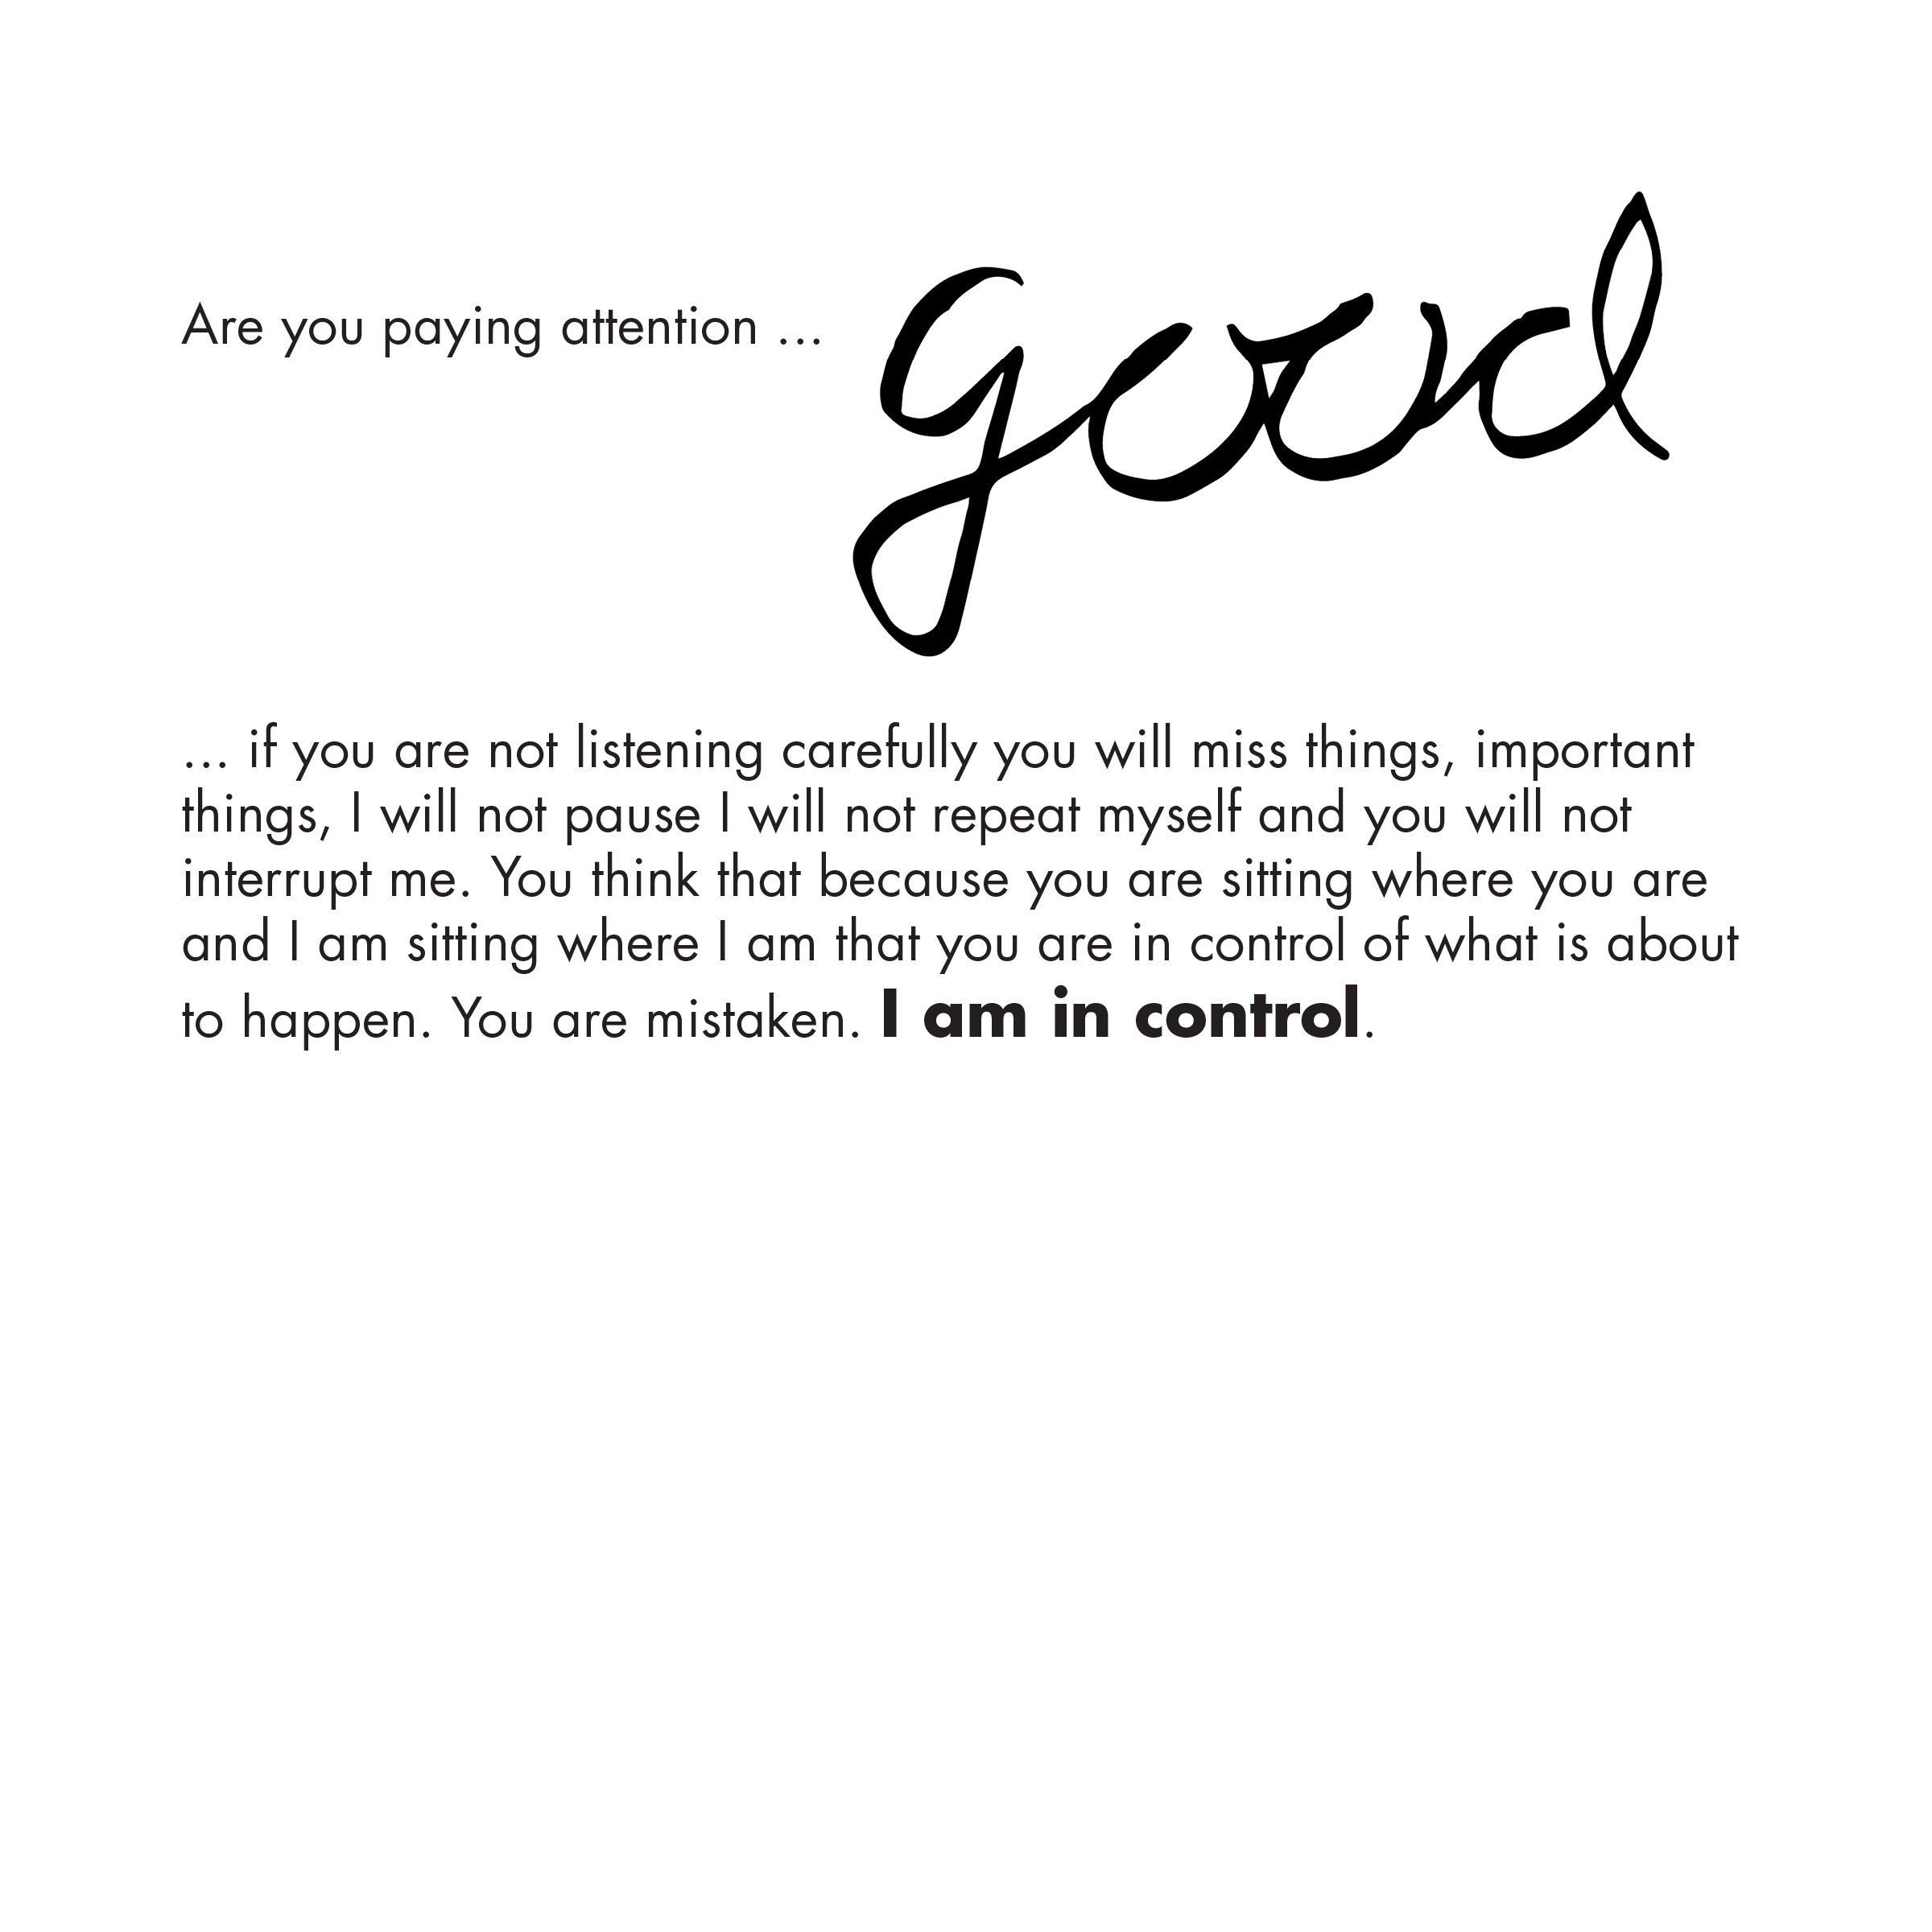 Are you paying attention ... good
... if you are not listening carefully you will miss things, important
things, I will not pause I will not repeat myself and you will not
interrupt me. You think that because you are sitting where you are
and I am sitting where I am that you are in control of what is about
to happen. You are mistaken. I am in control.